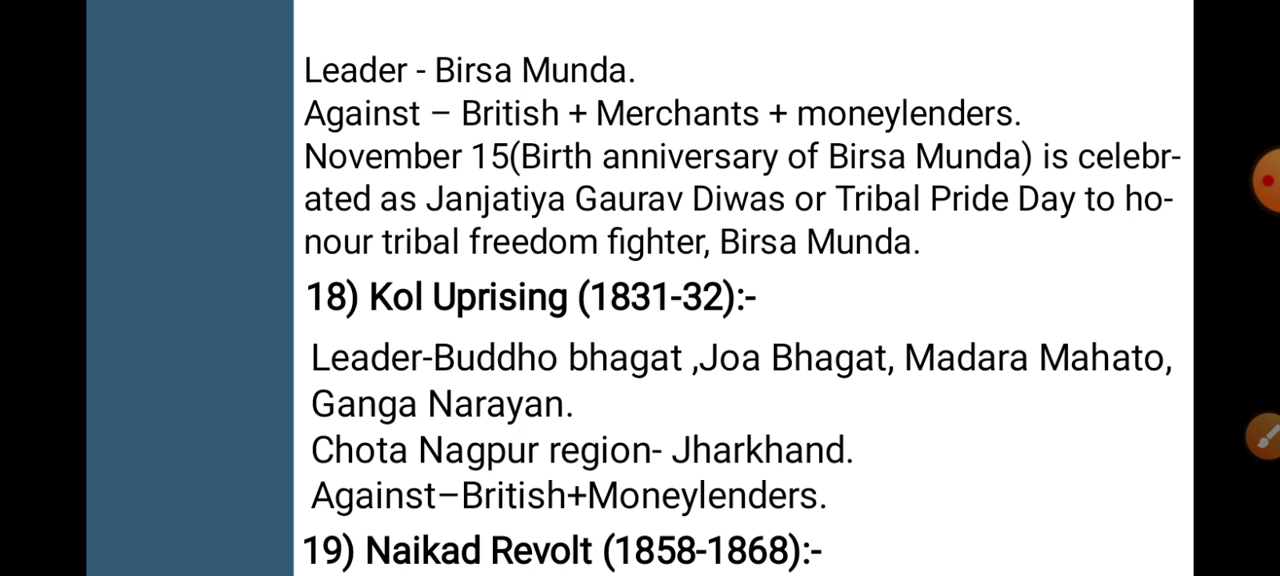 Leader - Birsa Munda.
Against – British + Merchants + moneylenders.
November 15(Birth anniversary of Birsa Munda) is celebr-
ated as Janjatiya Gaurav Diwas or Tribal Pride Day to ho-
nour tribal freedom fighter, Birsa Munda.
18) Kol Uprising (1831-32):-
Leader-Buddho bhagat ,Joa Bhagat, Madara Mahato,
Ganga Narayan.
Chota Nagpur region- Jharkhand.
Against–British+Moneylenders.
19) Naikad Revolt (1858-1868):-